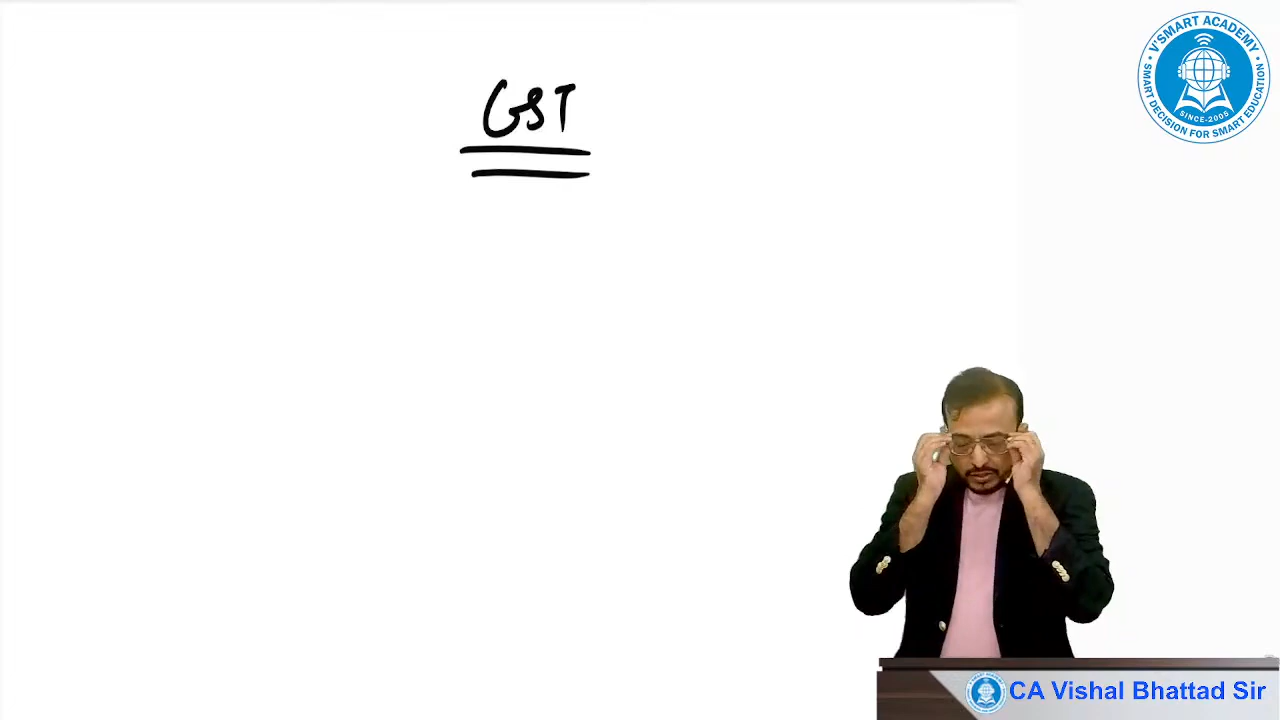 GST
V'SMART ACADEMY
SMART DECISION FOR SMART EDUCATION
SINCE-2005
CA Vishal Bhattad Sir